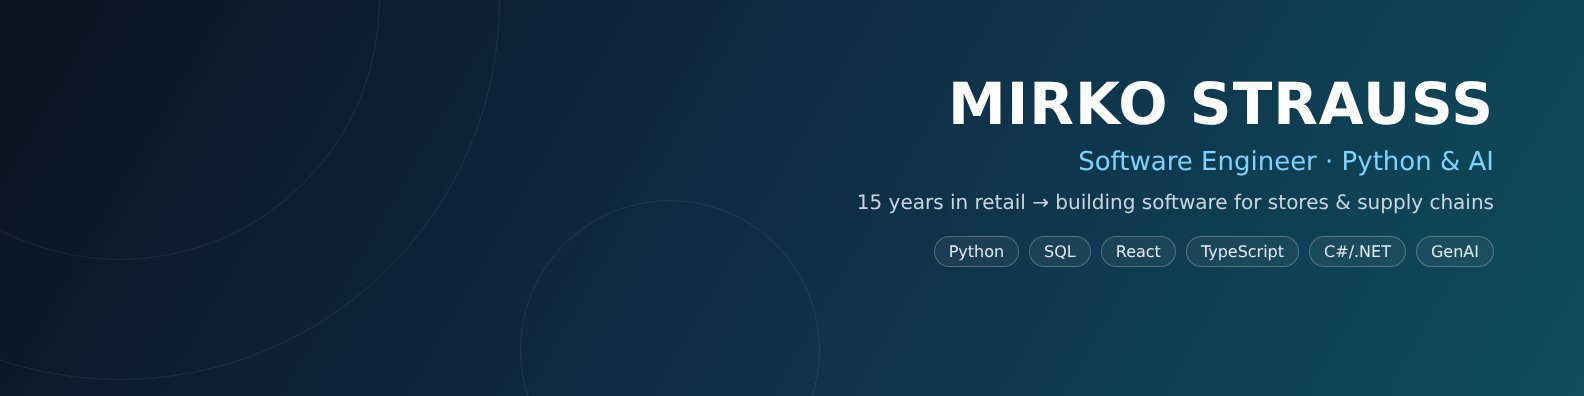 MIRKO STRAUSS
Software Engineer · Python & AI
15 years in retail → building software for stores & supply chains
Python SQL React TypeScript C#/.NET GenAI